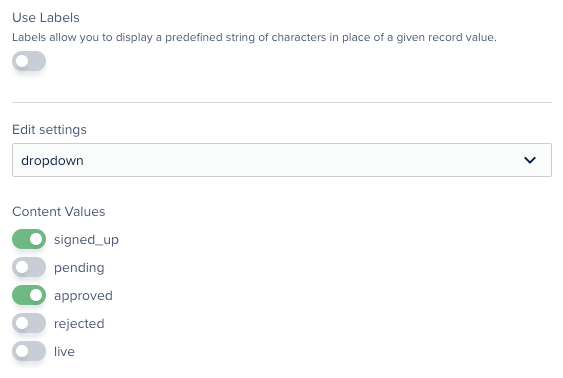 Use Labels
Labels allow you to display a predefined string of characters in place of a given record value.
Edit settings
dropdown
Content Values
signed_up
pending
approved
rejected
live